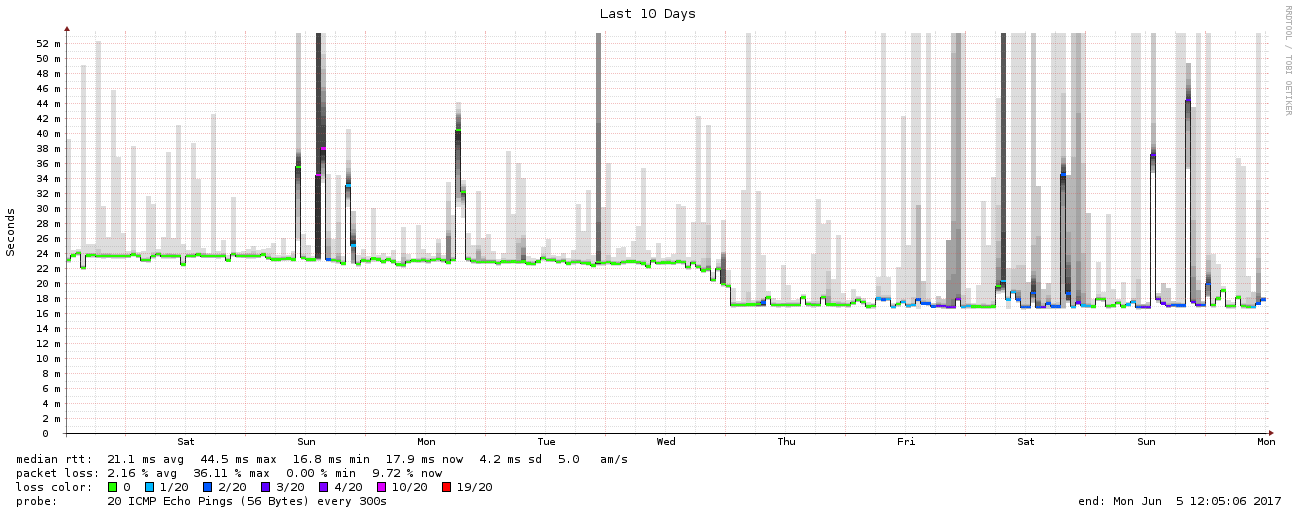 Last 10 Days
RRDTOOL / TOBI OETIKER
Seconds
52 m
50 m
48 m
46 m
44 m
42 m
40 m
38 m
36 m
34 m
32 m
30 m
28 m
26 m
24 m
22 m
20 m
18 m
16 m
14 m
12 m
10 m
8 m
6 m
4 m
2 m
0
Sat Sun Mon Tue Wed Thu Fri Sat Sun Mon
median rtt: 21.1 ms avg 44.5 ms max 16.8 ms min 17.9 ms now 4.2 ms sd 5.0 am/s
packet loss: 2.16 % avg 36.11 % max 0.00 % min 9.72 % now
loss color: 0 1/20 2/20 3/20 4/20 10/20 19/20
probe: 20 ICMP Echo Pings (56 Bytes) every 300s end: Mon Jun 5 12:05:06 2017